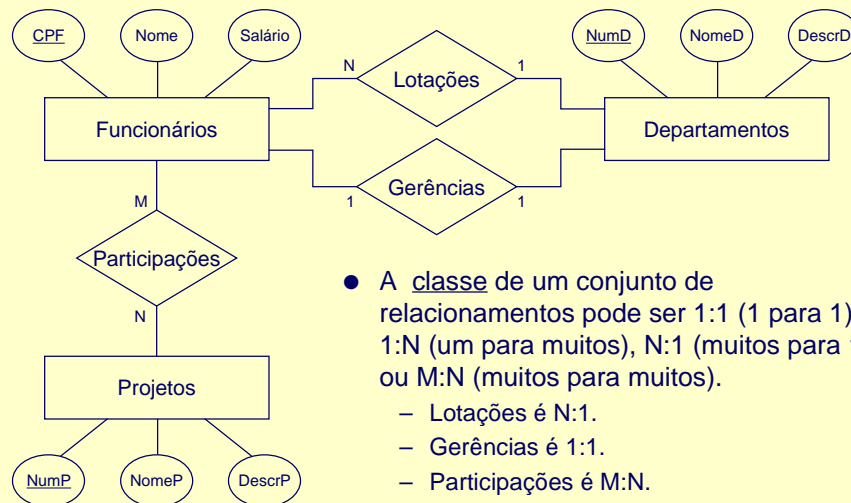 CPF
Nome
Salário
NumD
NomeD
DescrD
N
Lotações
1
Funcionários
Departamentos
1
Gerências
1
M
Participações
N
Projetos
NumP
NomeP
DescrP
● A classe de um conjunto de
relacionamentos pode ser 1:1 (1 para 1)
1:N (um para muitos), N:1 (muitos para
ou M:N (muitos para muitos).
– Lotações é N:1.
– Gerências é 1:1.
– Participações é M:N.